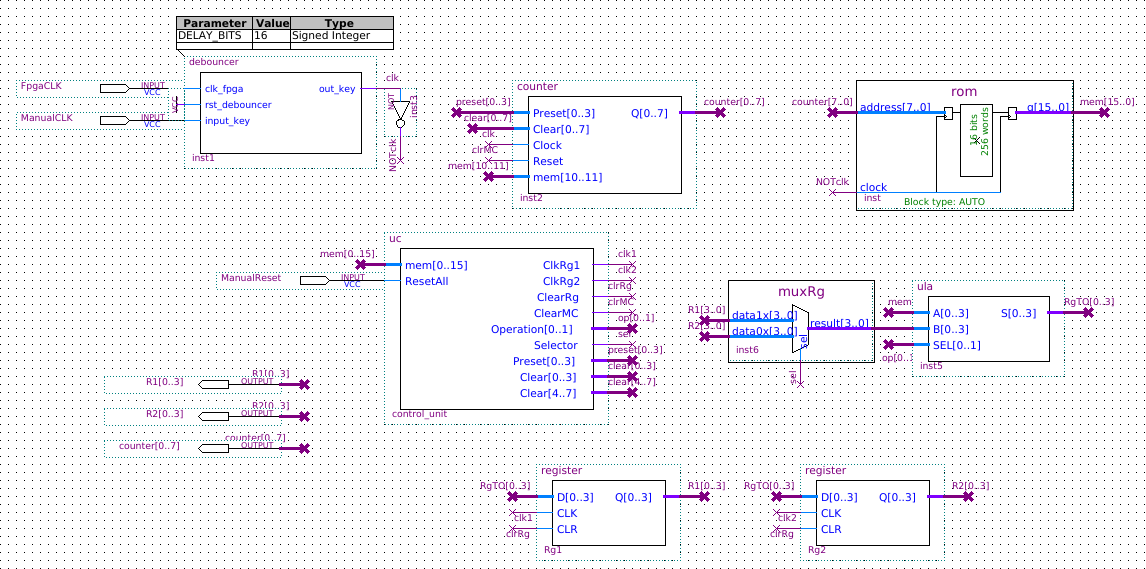 Parameter Value Type
DELAY_BITS 16 Signed Integer
debouncer
FpgaCLK INPUT VCC clk_fpga out_key clk
VCC rst_debouncer
ManualCLK INPUT VCC input_key
inst1
NOT inst3
NOTclk
counter
preset[0..3] Preset[0..3] Q[0..7] counter[0..7]
clear[0..7] Clear[0..7]
clk Clock
clrMC Reset
mem[10..11] mem[10..11]
inst2
rom
counter[7..0] address[7..0] q[15..0] mem[15..0]
16 bits
256 words
NOTclk clock
inst
Block type: AUTO
uc
mem[0..15] mem[0..15] ClkRg1 clk1
ManualReset INPUT VCC ResetAll ClkRg2 clk2
ClearRg clrRg
ClearMC clrMC
Operation[0..1] op[0..1]
Selector sel
Preset[0..3] preset[0..3]
Clear[0..3] clear[0..3]
Clear[4..7] clear[4..7]
control_unit
muxRg
R1[3..0] data1x[3..0]
R2[3..0] data0x[3..0] result[3..0]
sel
inst6
sel
ula
mem A[0..3] S[0..3] RgTO[0..3]
B[0..3]
op[0.. SEL[0..1]
inst5
R1[0..3] OUTPUT R1[0..3]
R2[0..3] OUTPUT R2[0..3]
counter[0..7] OUTPUT counter[0..7]
register
RgTO[0..3] D[0..3] Q[0..3] R1[0..3]
clk1 CLK
clrRg CLR
Rg1
register
RgTO[0..3] D[0..3] Q[0..3] R2[0..3]
clk2 CLK
clrRg CLR
Rg2